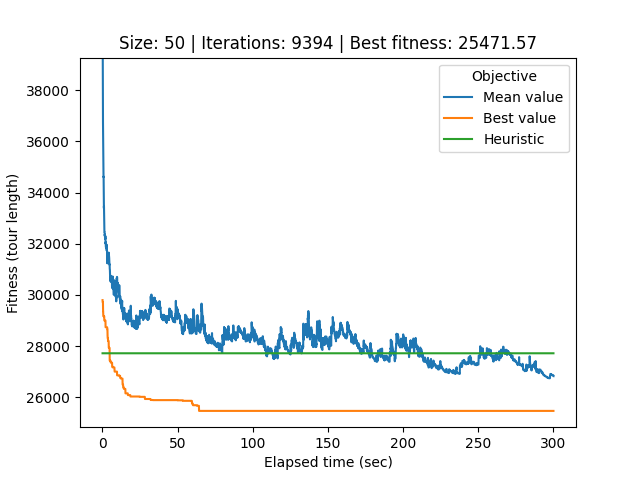 Size: 50 | Iterations: 9394 | Best fitness: 25471.57
Objective
Mean value
Best value
Heuristic
38000
36000
34000
32000
30000
28000
26000
Fitness (tour length)
0 50 100 150 200 250 300
Elapsed time (sec)